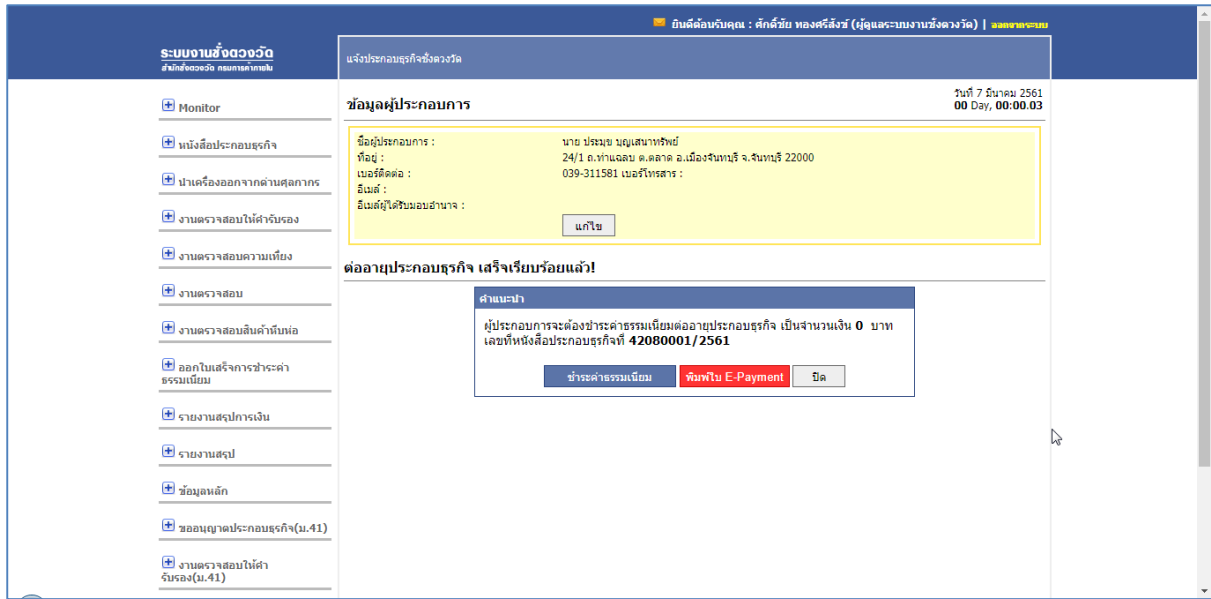 ยินดีต้อนรับคุณ : ศักดิ์ชัย ทองศรีสังข์ (ผู้ดูแลระบบงานชั่งตวงวัด) | ออกจากระบบ
ระบบงานชั่งตวงวัด
สำนักชั่งตวงวัด กรมการค้าภายใน
แจ้งประกอบธุรกิจชั่งตวงวัด
วันที่ 7 มีนาคม 2561
00 Day, 00:00.03
ข้อมูลผู้ประกอบการ
ชื่อผู้ประกอบการ : นาย ประมุข บุญเสนาทรัพย์
ที่อยู่ : 24/1 ถ.ท่าแฉลบ ต.ตลาด อ.เมืองจันทบุรี จ.จันทบุรี 22000
เบอร์ติดต่อ : 039-311581 เบอร์โทรสาร :
อีเมล์ :
อีเมล์ผู้ได้รับมอบอำนาจ :
แก้ไข
ต่ออายุประกอบธุรกิจ เสร็จเรียบร้อยแล้ว!
คำแนะนำ
ผู้ประกอบการจะต้องชำระค่าธรรมเนียมต่ออายุประกอบธุรกิจ เป็นจำนวนเงิน 0 บาท
เลขที่หนังสือประกอบธุรกิจที่ 42080001/2561
ชำระค่าธรรมเนียม พิมพ์ใบ E-Payment ปิด
Monitor
หนังสือประกอบธุรกิจ
นำเครื่องออกจากด่านศุลกากร
งานตรวจสอบให้คำรับรอง
งานตรวจสอบความเที่ยง
งานตรวจสอบ
งานตรวจสอบสินค้าหีบห่อ
ออกใบเสร็จการชำระค่า
ธรรมเนียม
รายงานสรุปการเงิน
รายงานสรุป
ข้อมูลหลัก
ขออนุญาตประกอบธุรกิจ(ม.41)
งานตรวจสอบให้คำ
รับรอง(ม.41)